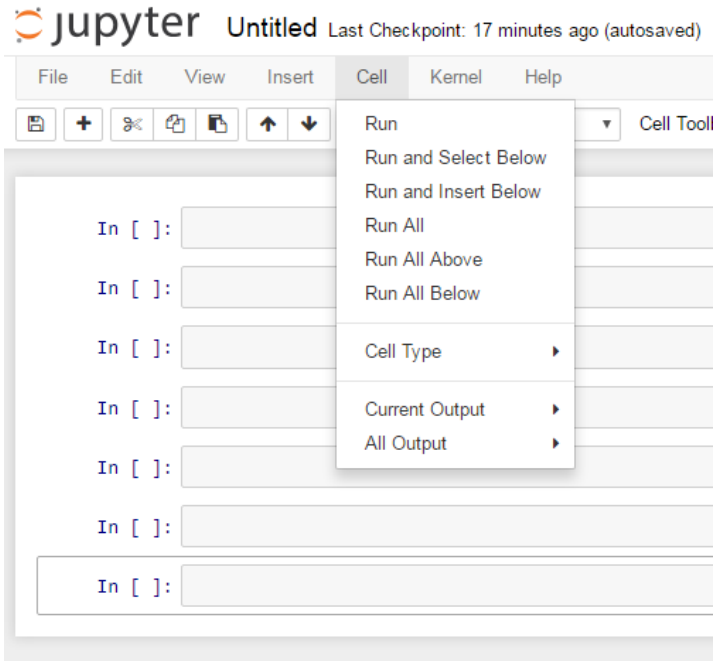 jupyter Untitled Last Checkpoint: 17 minutes ago (autosaved)
File Edit View Insert Cell Kernel Help
Cell Tool
Run
Run and Select Below
Run and Insert Below
Run All
Run All Above
Run All Below
Cell Type
Current Output
All Output
In [ ]:
In [ ]:
In [ ]:
In [ ]:
In [ ]:
In [ ]:
In [ ]: